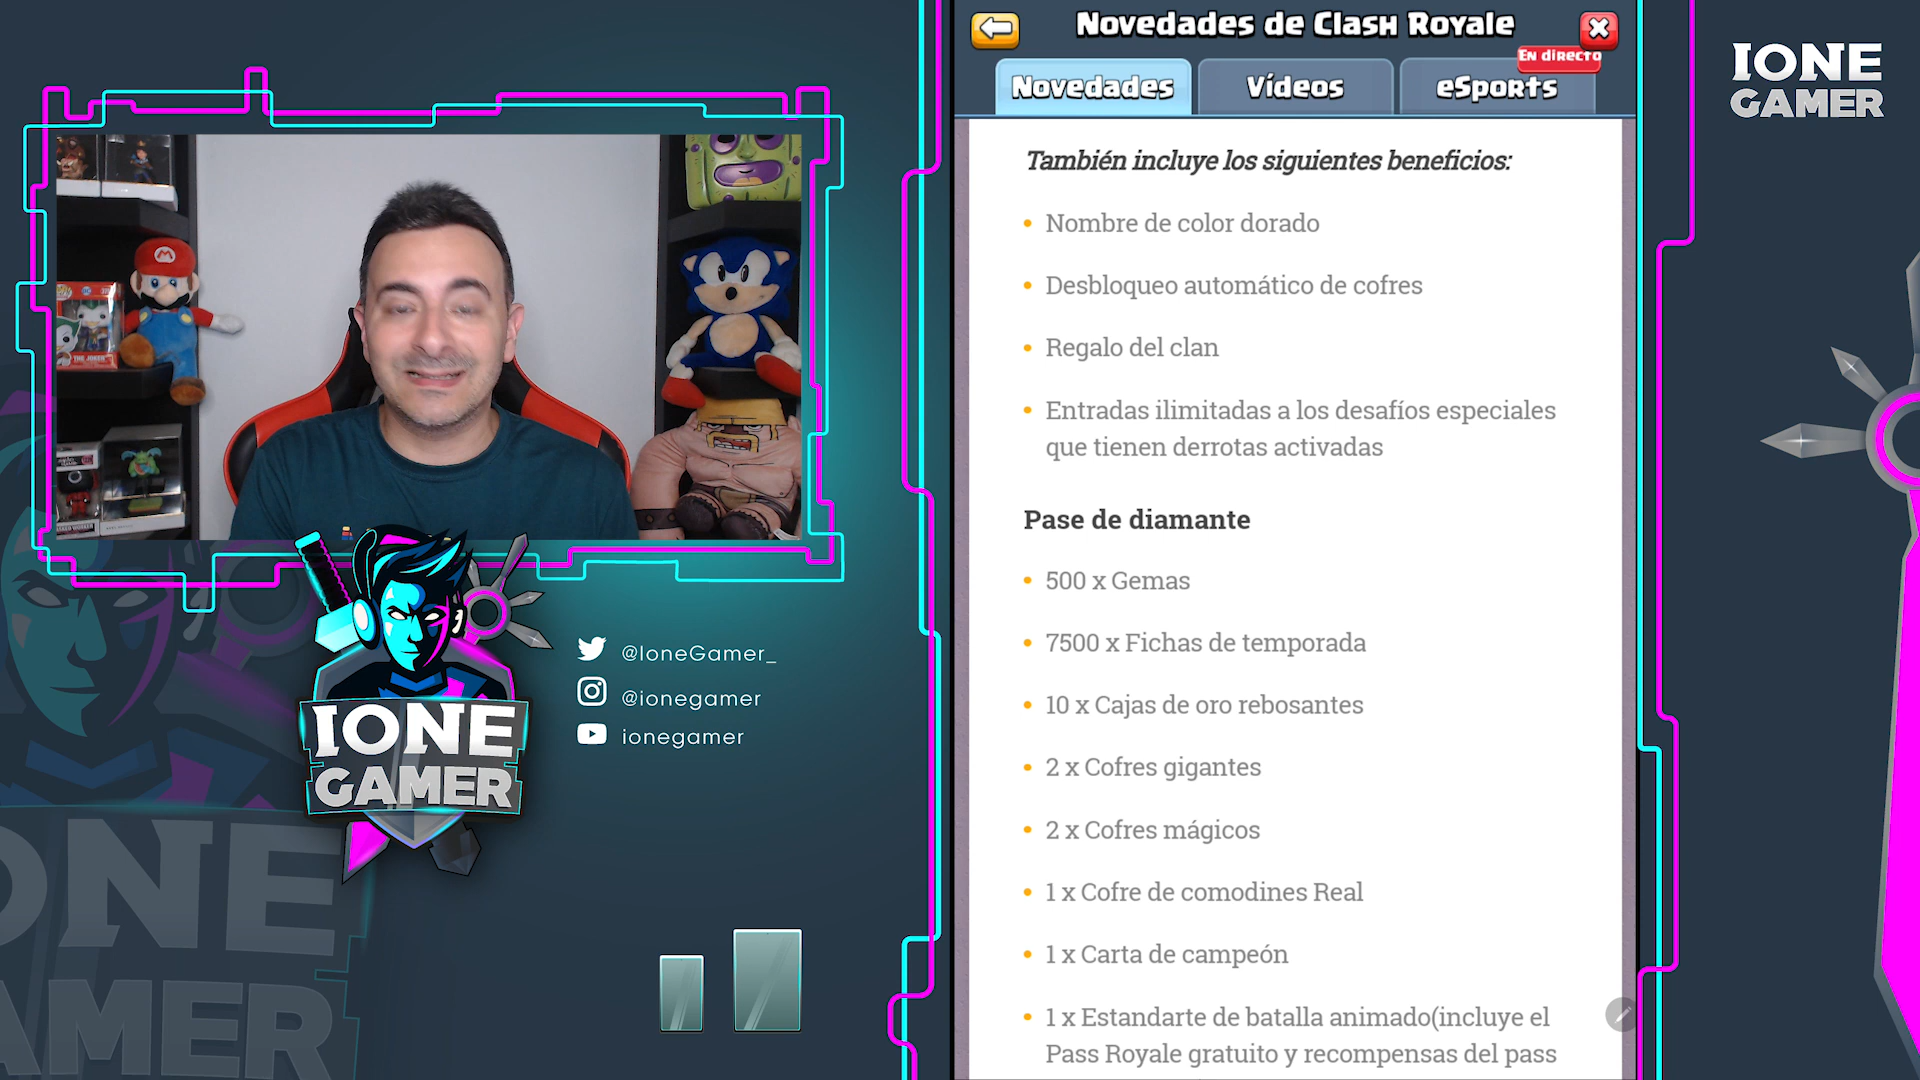 IONE
GAMER
THE JOKER
IONE
GAMER
@IoneGamer_
@ionegamer
ionegamer
Novedades de Clash Royale
En directo
Novedades
Vídeos
eSports
También incluye los siguientes beneficios:
Nombre de color dorado
Desbloqueo automático de cofres
Regalo del clan
Entradas ilimitadas a los desafíos especiales
que tienen derrotas activadas
Pase de diamante
500 x Gemas
7500 x Fichas de temporada
10 x Cajas de oro rebosantes
2 x Cofres gigantes
2 x Cofres mágicos
1 x Cofre de comodines Real
1 x Carta de campeón
1 x Estandarte de batalla animado(incluye el
Pass Royale gratuito y recompensas del pass
IONE
GAMER